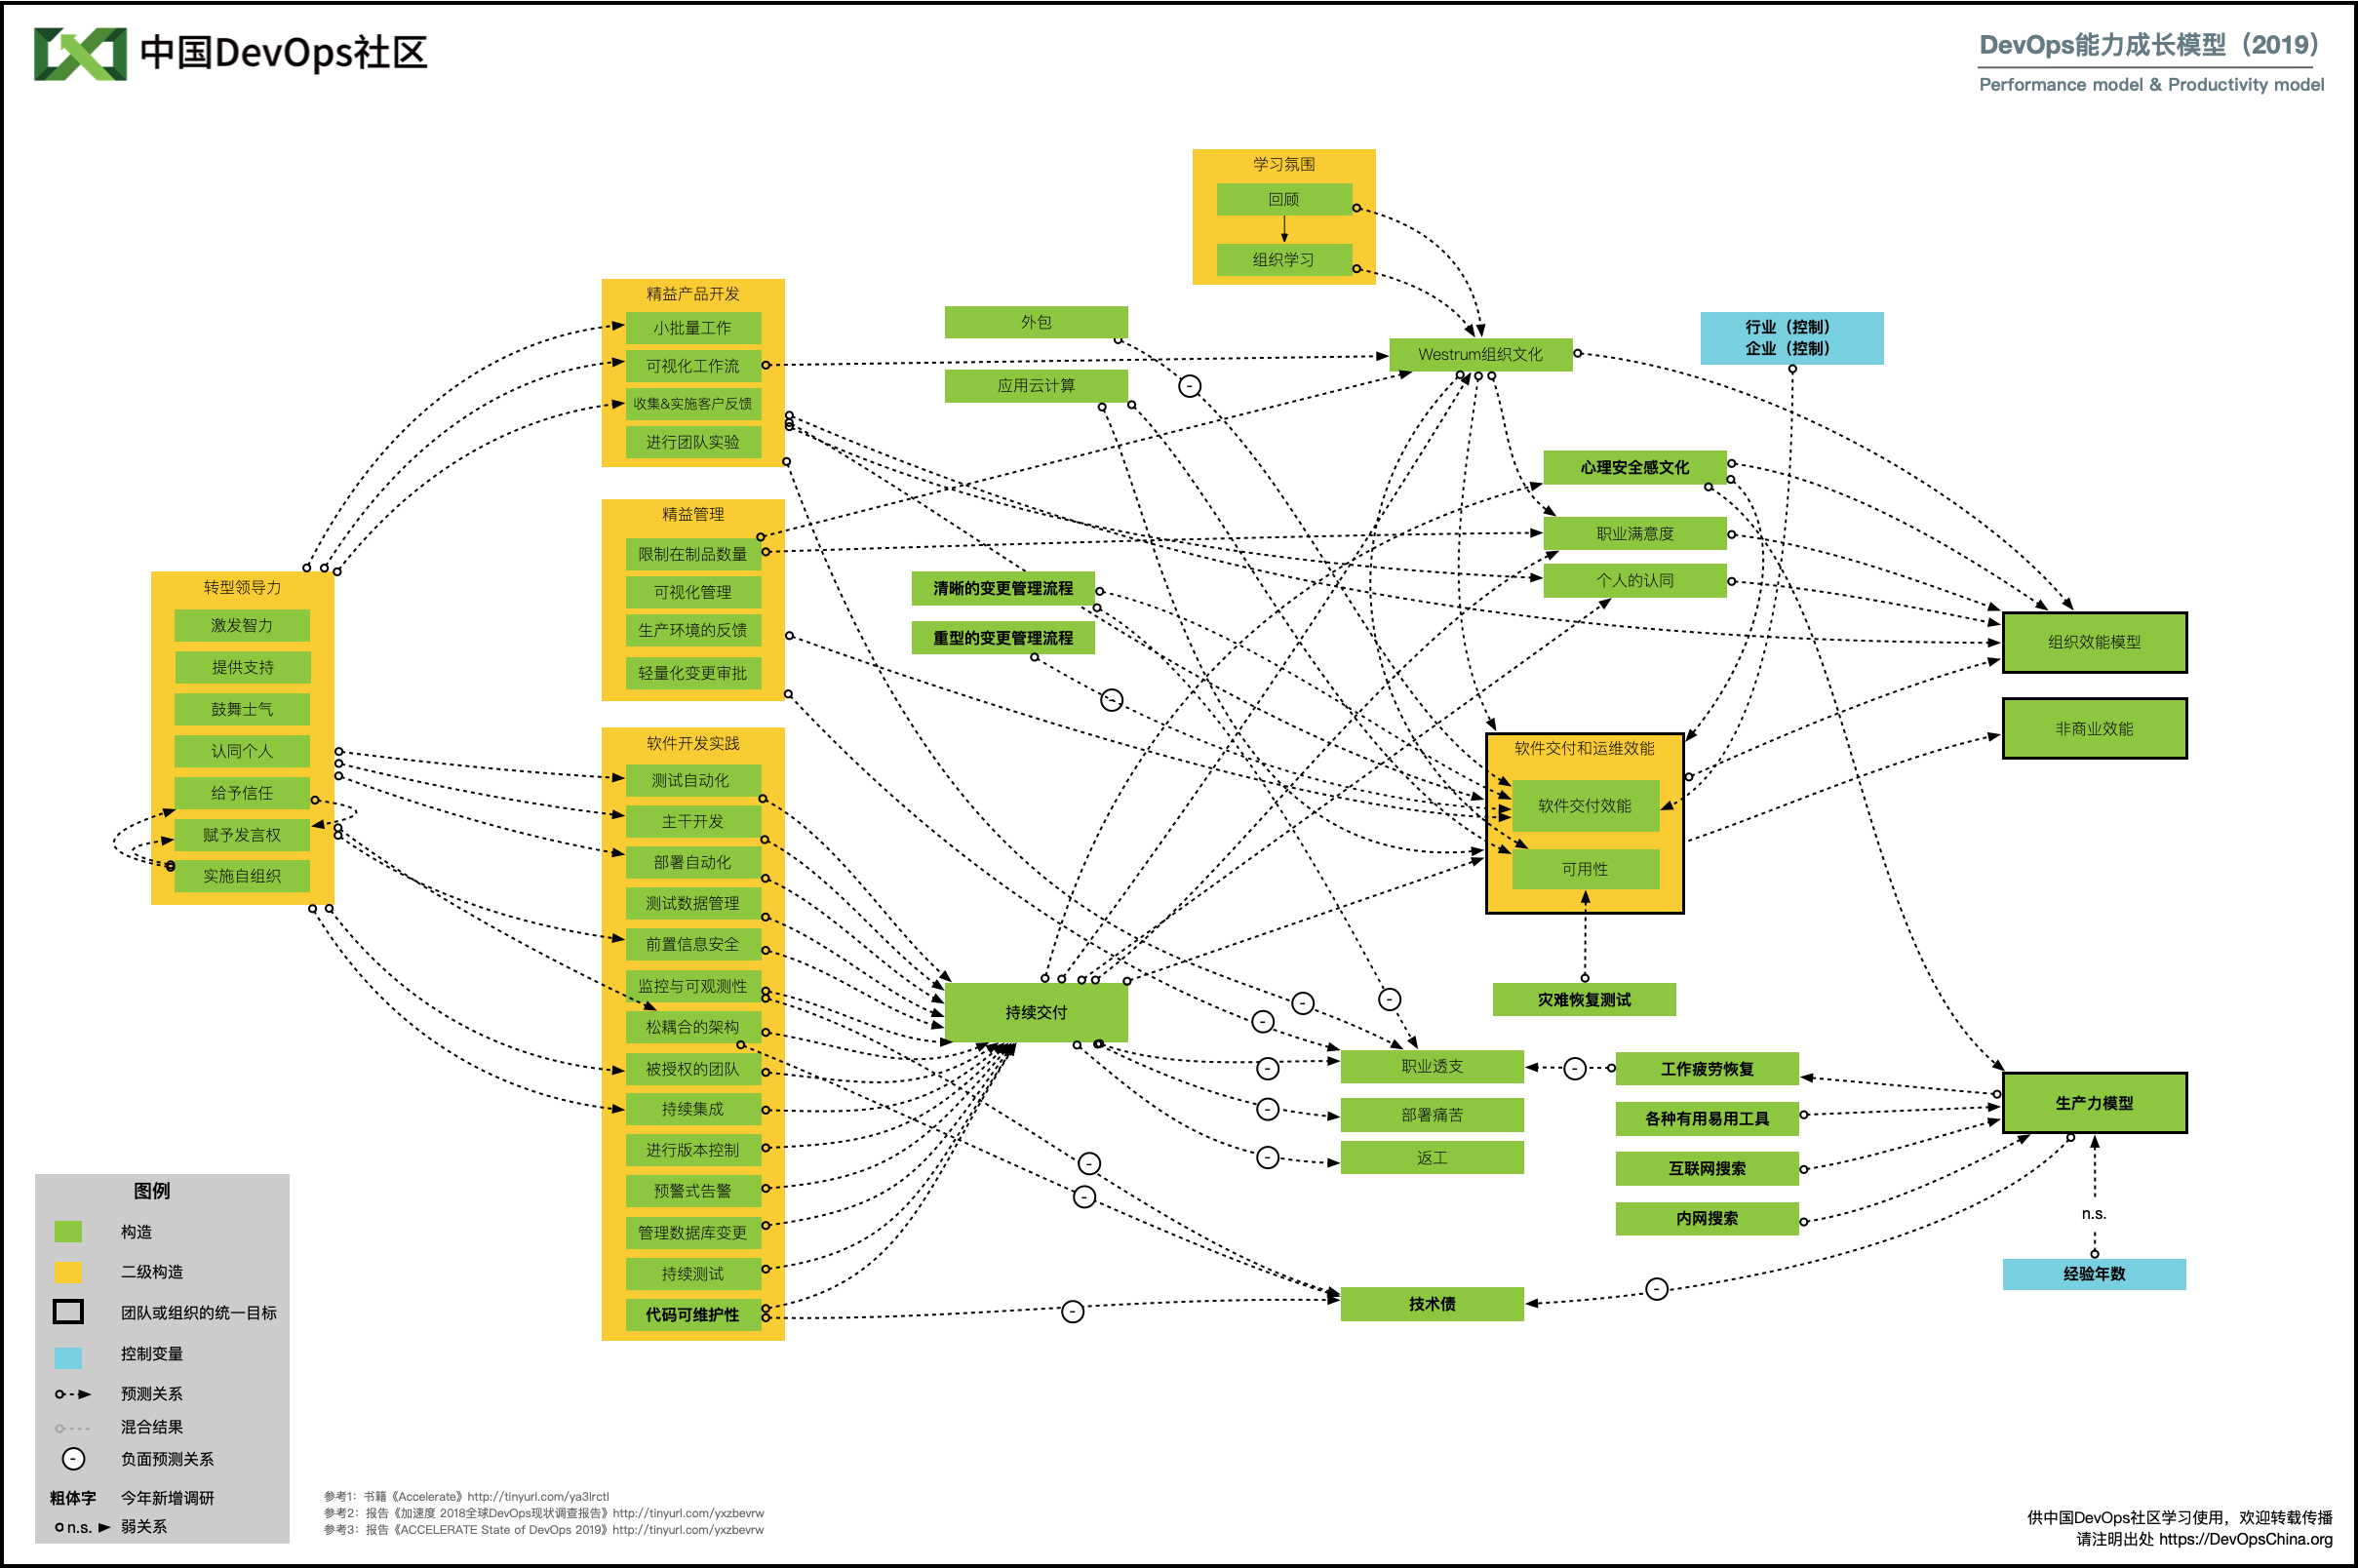 中国DevOps社区
DevOps能力成长模型（2019）
Performance model & Productivity model
学习氛围
回顾
组织学习
精益产品开发
小批量工作
可视化工作流
收集&实施客户反馈
进行团队实验
外包
应用云计算
Westrum组织文化
行业（控制）
企业（控制）
心理安全感文化
职业满意度
个人的认同
精益管理
限制在制品数量
可视化管理
生产环境的反馈
轻量化变更审批
清晰的变更管理流程
重型的变更管理流程
转型领导力
激发智力
提供支持
鼓舞士气
认同个人
给予信任
赋予发言权
实施自组织
组织效能模型
非商业效能
软件交付和运维效能
软件交付效能
可用性
灾难恢复测试
软件开发实践
测试自动化
主干开发
部署自动化
测试数据管理
前置信息安全
监控与可观测性
松耦合的架构
被授权的团队
持续集成
进行版本控制
预警式告警
管理数据库变更
持续测试
代码可维护性
持续交付
-
-
-
-
-
-
-
-
-
-
-
-
-
职业透支
部署痛苦
返工
技术债
工作疲劳恢复
各种有用易用工具
互联网搜索
内网搜索
生产力模型
n.s.
经验年数
图例
构造
二级构造
团队或组织的统一目标
控制变量
预测关系
混合结果
- 负面预测关系
粗体字 今年新增调研
n.s. 弱关系
参考1：书籍《Accelerate》http://tinyurl.com/ya3lrctl
参考2：报告《加速度 2018全球DevOps现状调查报告》http://tinyurl.com/yxzbevrw
参考3：报告《ACCELERATE State of DevOps 2019》http://tinyurl.com/yxzbevrw
供中国DevOps社区学习使用，欢迎转载传播
请注明出处 https://DevOpsChina.org